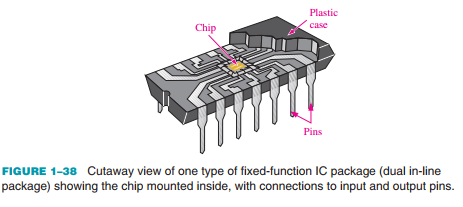 Plastic
case
Chip
Pins
FIGURE 1–38 Cutaway view of one type of fixed-function IC package (dual in-line
package) showing the chip mounted inside, with connections to input and output pins.